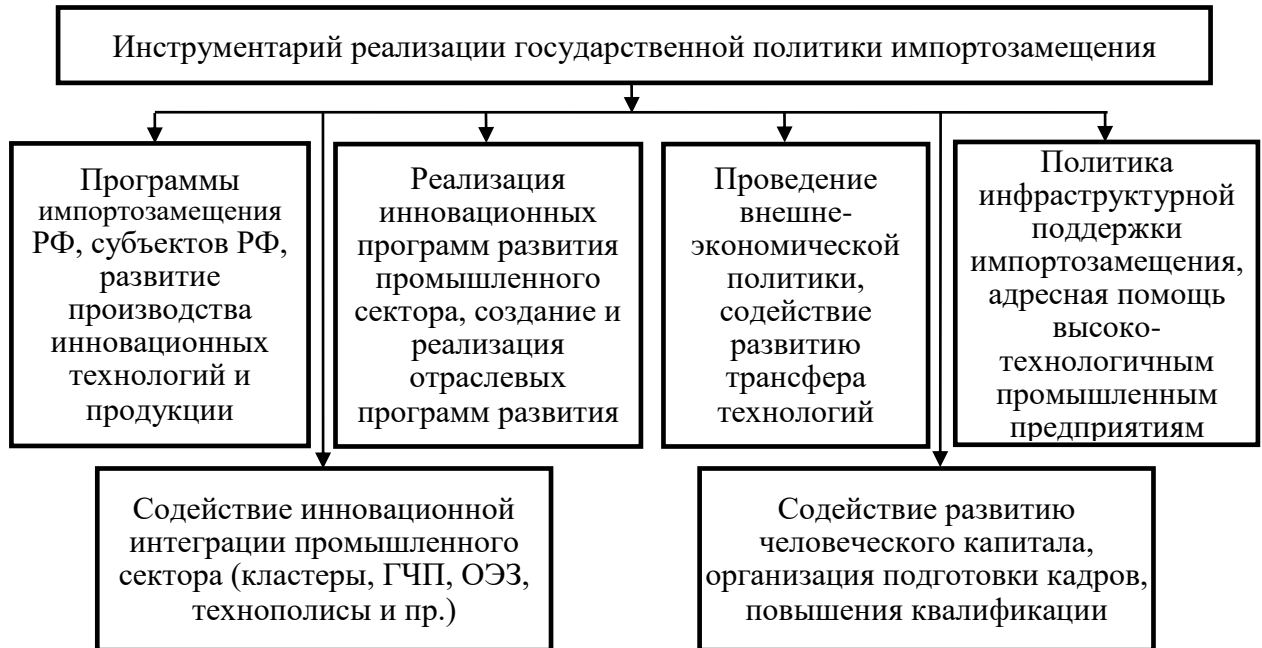 Инструментарий реализации государственной политики импортозамещения
Программы
импортозамещения
РФ, субъектов РФ,
развитие
производства
инновационных
технологий и
продукции
Реализация
инновационных
программ развития
промышленного
сектора, создание и
реализация
отраслевых
программ развития
Проведение
внешне-
экономической
политики,
содействие
развитию
трансфера
технологий
Политика
инфраструктурной
поддержки
импортозамещения,
адресная помощь
высоко-
технологичным
промышленным
предприятиям
Содействие инновационной
интеграции промышленного
сектора (кластеры, ГЧП, ОЭЗ,
технополисы и пр.)
Содействие развитию
человеческого капитала,
организация подготовки кадров,
повышения квалификации